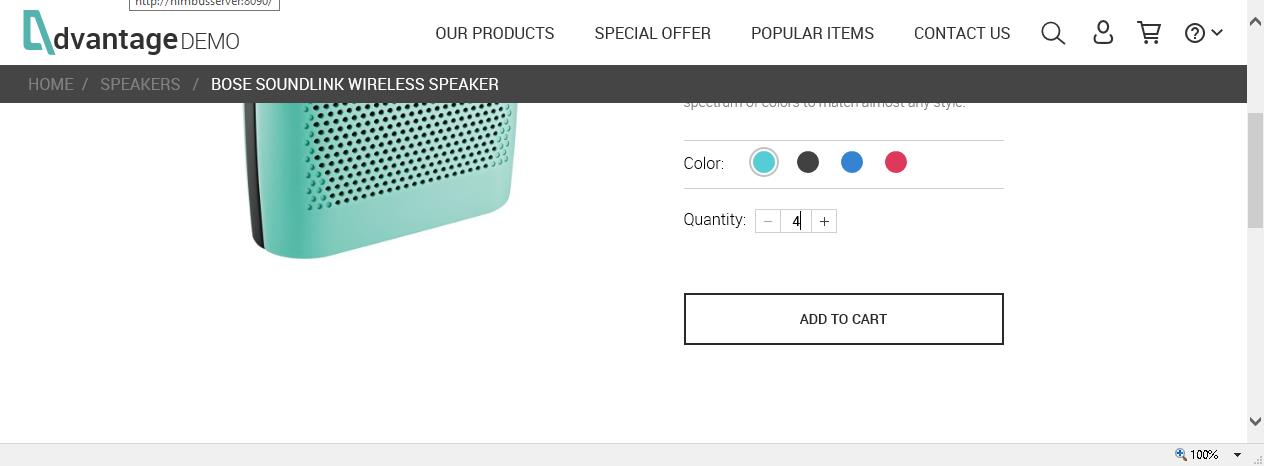 http://nimbusserver:8090/
dvantage DEMO
OUR PRODUCTS
SPECIAL OFFER
POPULAR ITEMS
CONTACT US
HOME / SPEAKERS / BOSE SOUNDLINK WIRELESS SPEAKER
spectrum of colors to match almost any style.
Color:
Quantity: − 4 +
ADD TO CART
100%